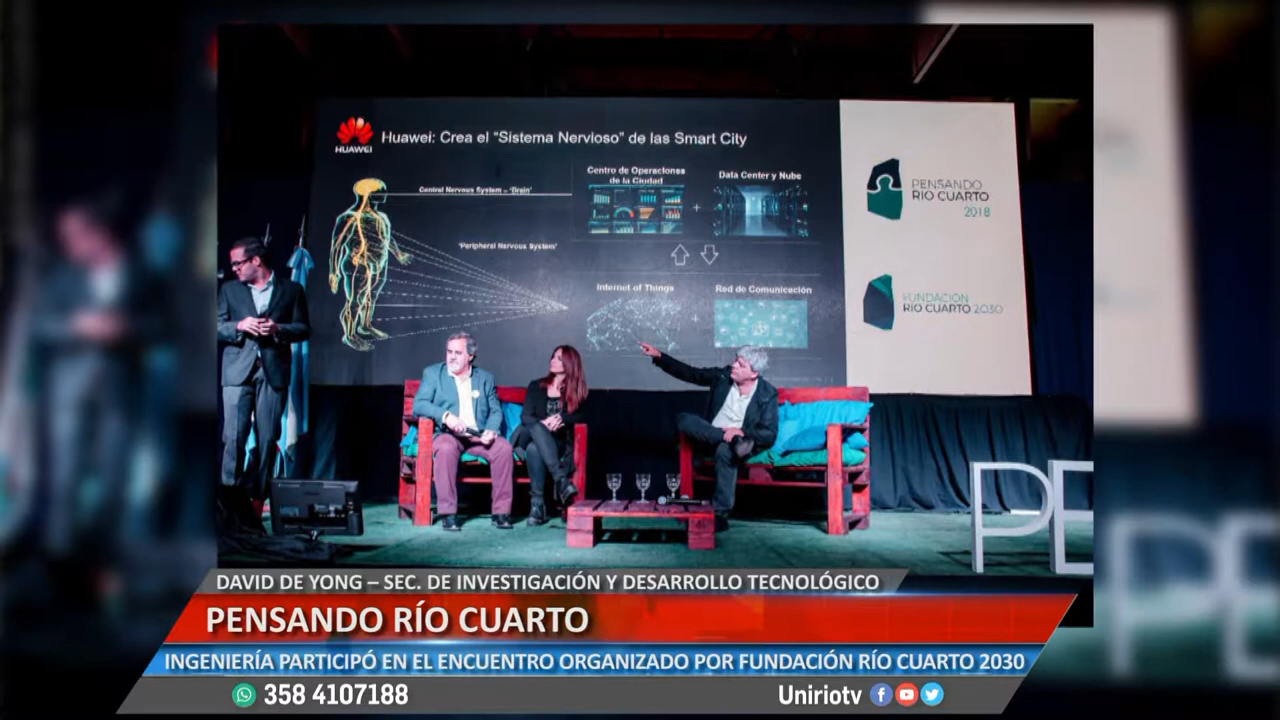 HUAWEI
Huawei: Crea el "Sistema Nervioso" de las Smart City
Central Nervous System – 'Brain'
'Peripheral Nervous System'
Centro de Operaciones
de la Ciudad
Data Center y Nube
+
Internet of Things
Red de Comunicación
+
PENSANDO
RÍO CUARTO
2018
FUNDACIÓN
RÍO CUARTO 2030
PE
DAVID DE YONG – SEC. DE INVESTIGACIÓN Y DESARROLLO TECNOLÓGICO
PENSANDO RÍO CUARTO
INGENIERÍA PARTICIPÓ EN EL ENCUENTRO ORGANIZADO POR FUNDACIÓN RÍO CUARTO 2030
358 4107188
Uniriotv